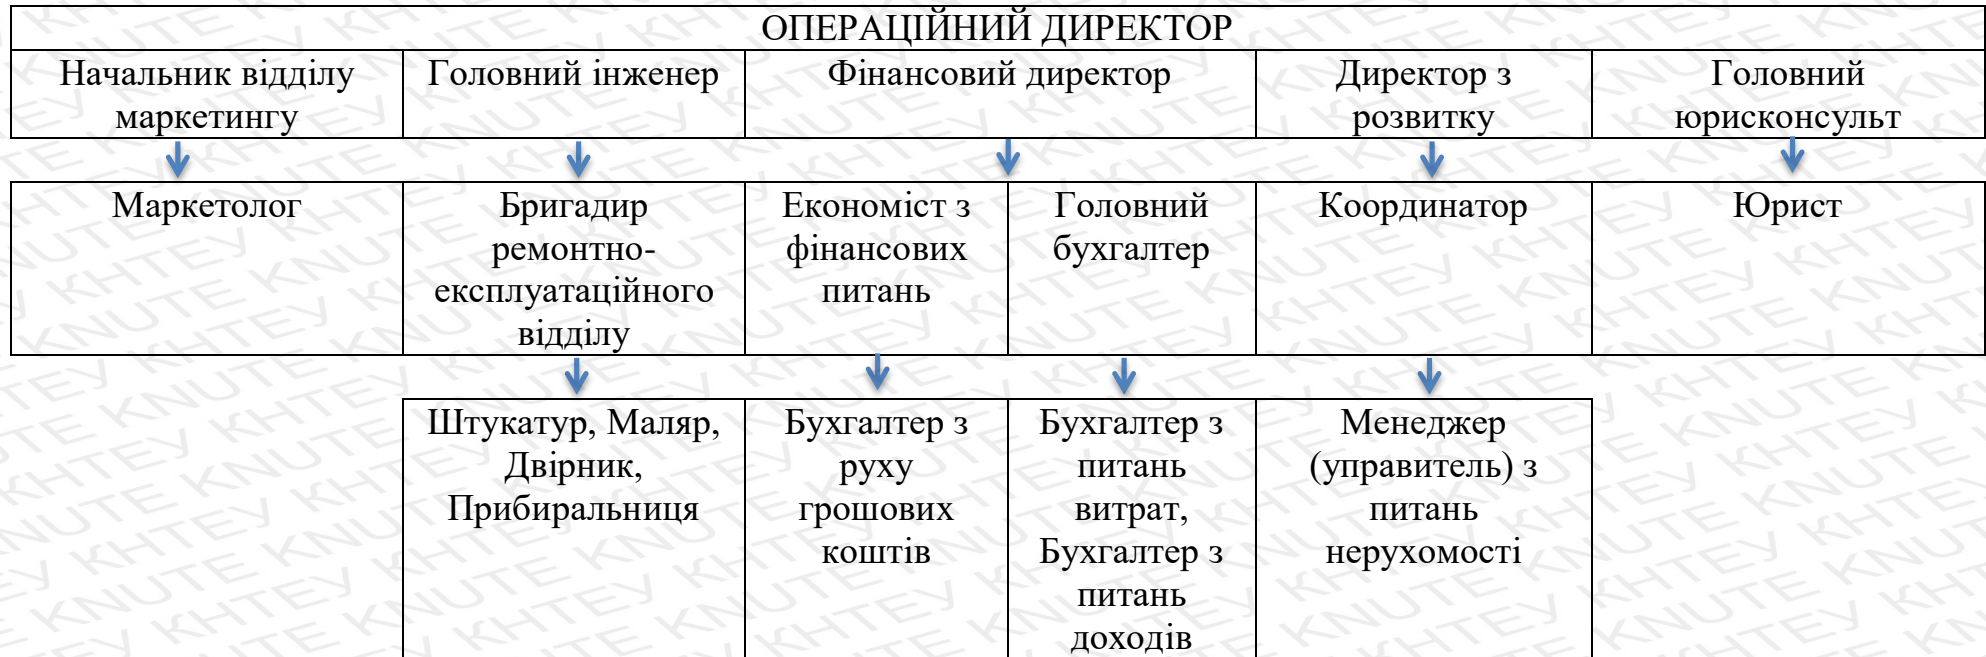 ОПЕРАЦІЙНИЙ ДИРЕКТОР
Начальник відділу
маркетингу
Головний інженер
Фінансовий директор
Директор з
розвитку
Головний
юрисконсульт
Маркетолог
Бригадир
ремонтно-
експлуатаційного
відділу
Економіст з
фінансових
питань
Головний
бухгалтер
Координатор
Юрист
Штукатур, Маляр,
Двірник,
Прибиральниця
Бухгалтер з
руху
грошових
коштів
Бухгалтер з
питань
витрат,
Бухгалтер з
питань
доходів
Менеджер
(управитель) з
питань
нерухомості